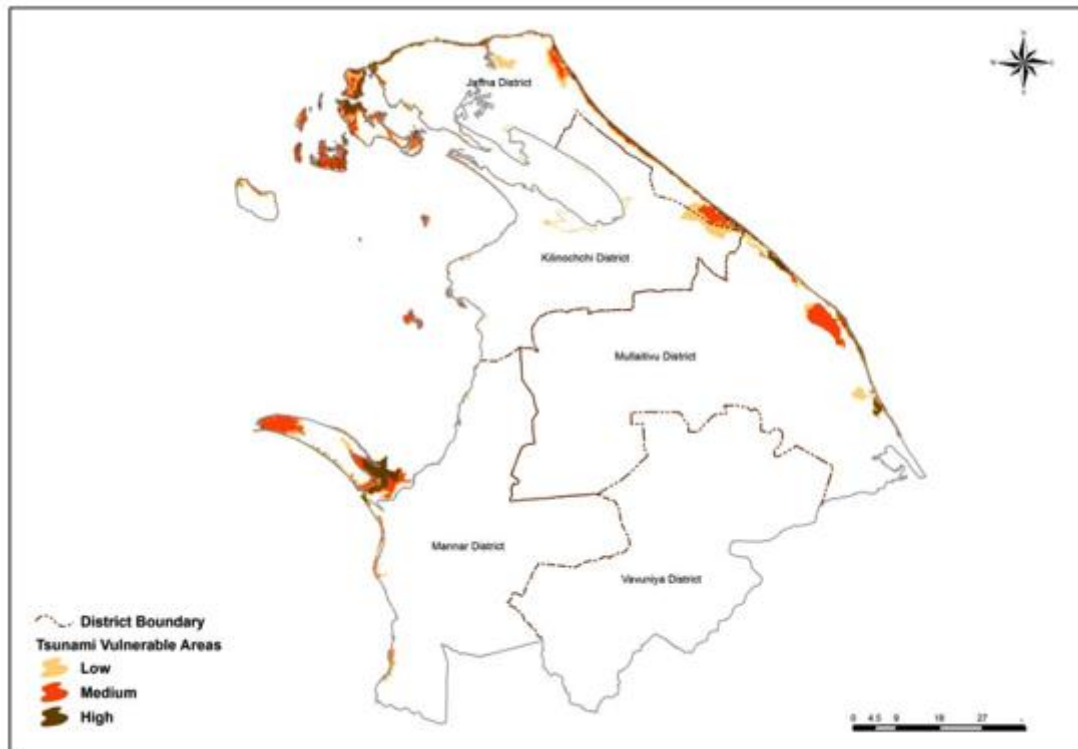 Jaffna District
Kilinochchi District
Mullaitivu District
Mannar District
Vavuniya District
District Boundary
Tsunami Vulnerable Areas
Low
Medium
High
0 4.5 9 18 27